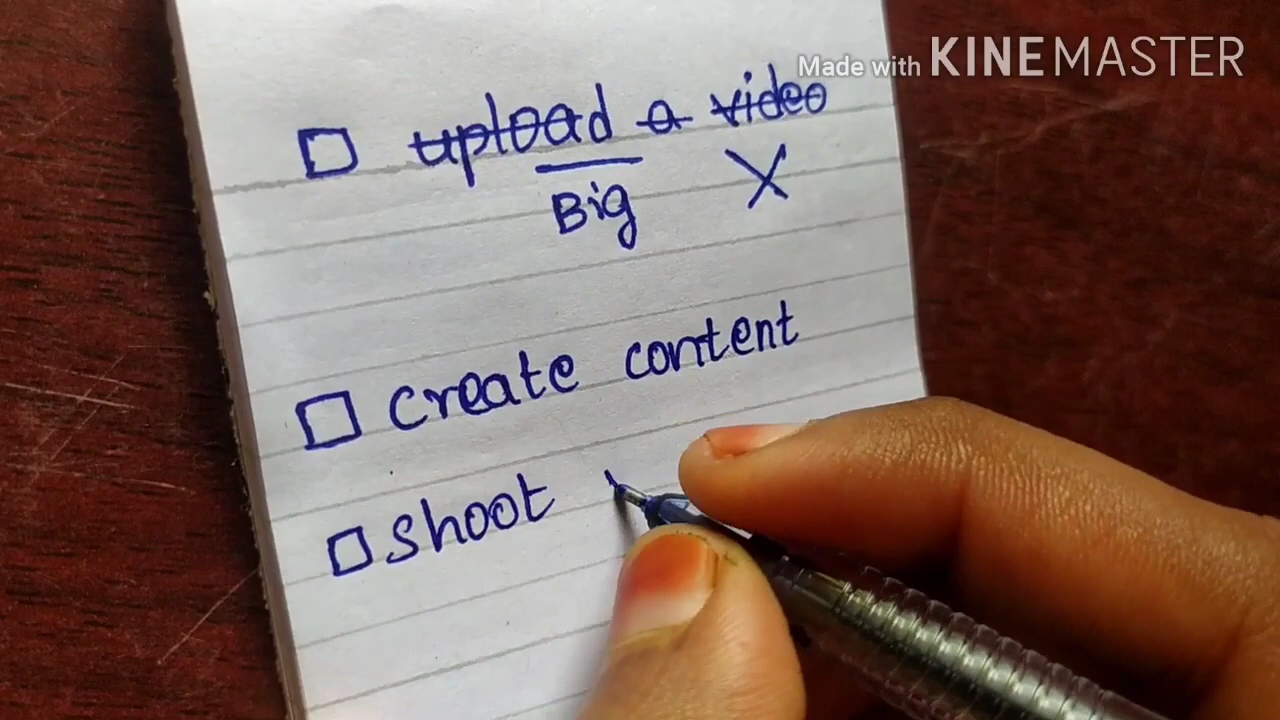 Made with KINEMASTER
upload a video
Big X
create content
shoot